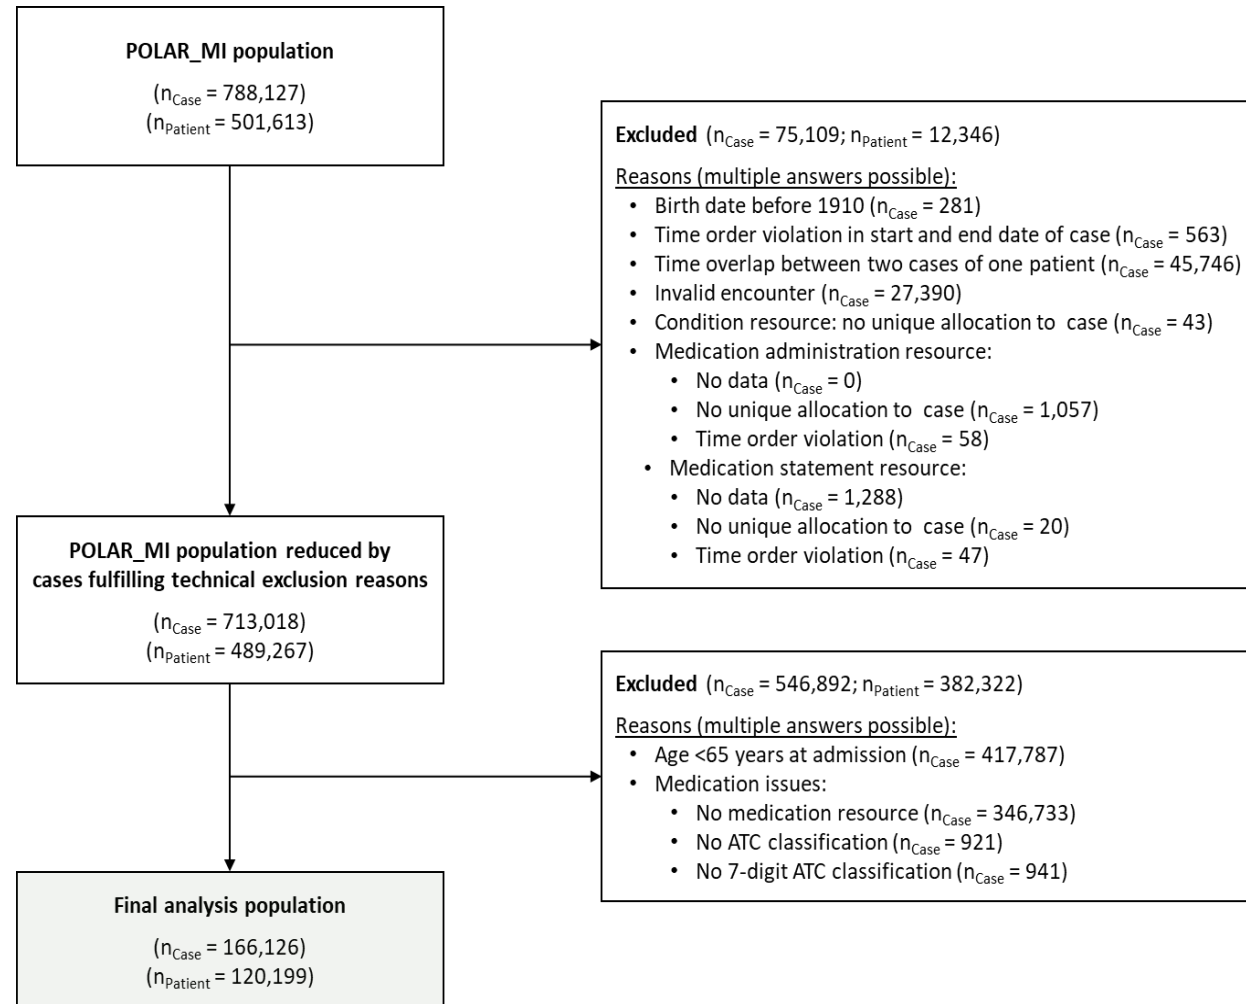 POLAR_MI population
(nCase = 788,127)
(nPatient = 501,613)
Excluded (nCase = 75,109; nPatient = 12,346)
Reasons (multiple answers possible):
• Birth date before 1910 (nCase = 281)
• Time order violation in start and end date of case (nCase = 563)
• Time overlap between two cases of one patient (nCase = 45,746)
• Invalid encounter (nCase = 27,390)
• Condition resource: no unique allocation to case (nCase = 43)
• Medication administration resource:
• No data (nCase = 0)
• No unique allocation to case (nCase = 1,057)
• Time order violation (nCase = 58)
• Medication statement resource:
• No data (nCase = 1,288)
• No unique allocation to case (nCase = 20)
• Time order violation (nCase = 47)
POLAR_MI population reduced by
cases fulfilling technical exclusion reasons
(nCase = 713,018)
(nPatient = 489,267)
Excluded (nCase = 546,892; nPatient = 382,322)
Reasons (multiple answers possible):
• Age <65 years at admission (nCase = 417,787)
• Medication issues:
• No medication resource (nCase = 346,733)
• No ATC classification (nCase = 921)
• No 7-digit ATC classification (nCase = 941)
Final analysis population
(nCase = 166,126)
(nPatient = 120,199)